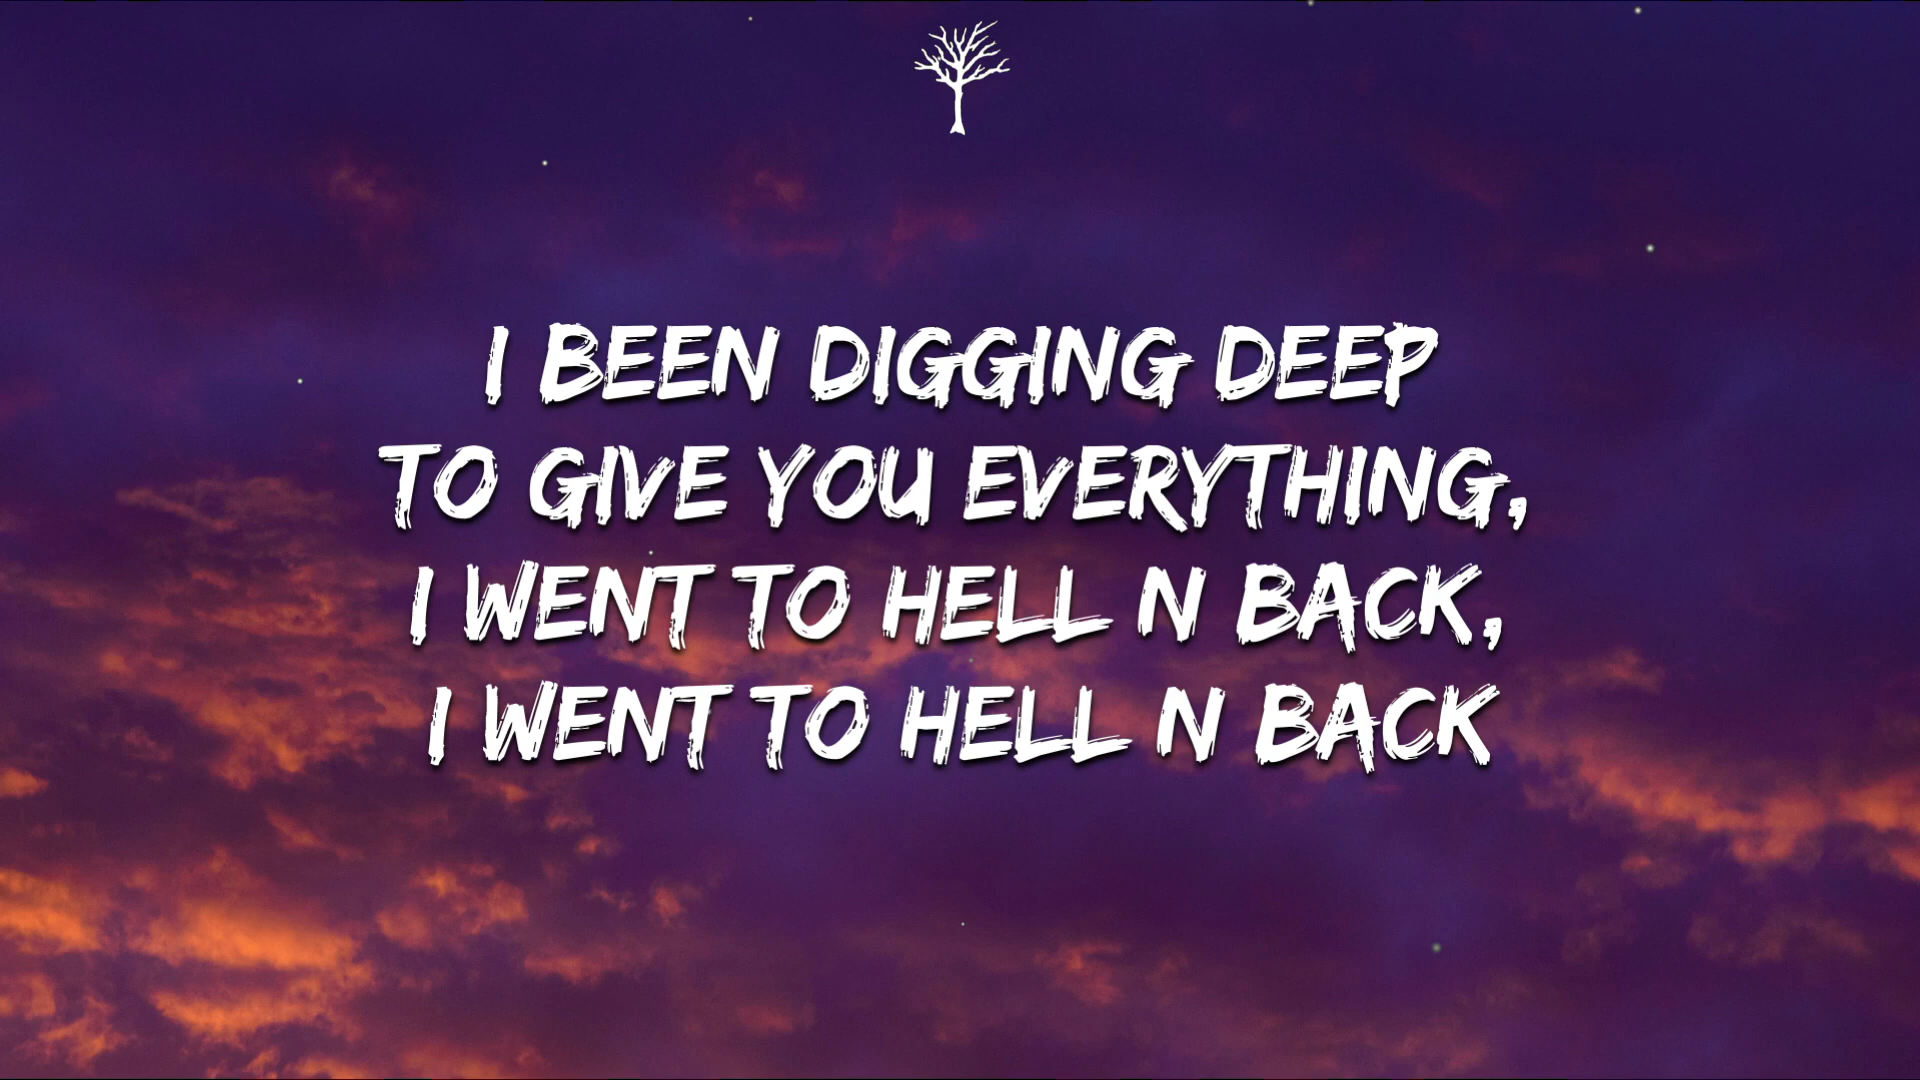 I BEEN DIGGING DEEP
TO GIVE YOU EVERYTHING,
I WENT TO HELL N BACK,
I WENT TO HELL N BACK